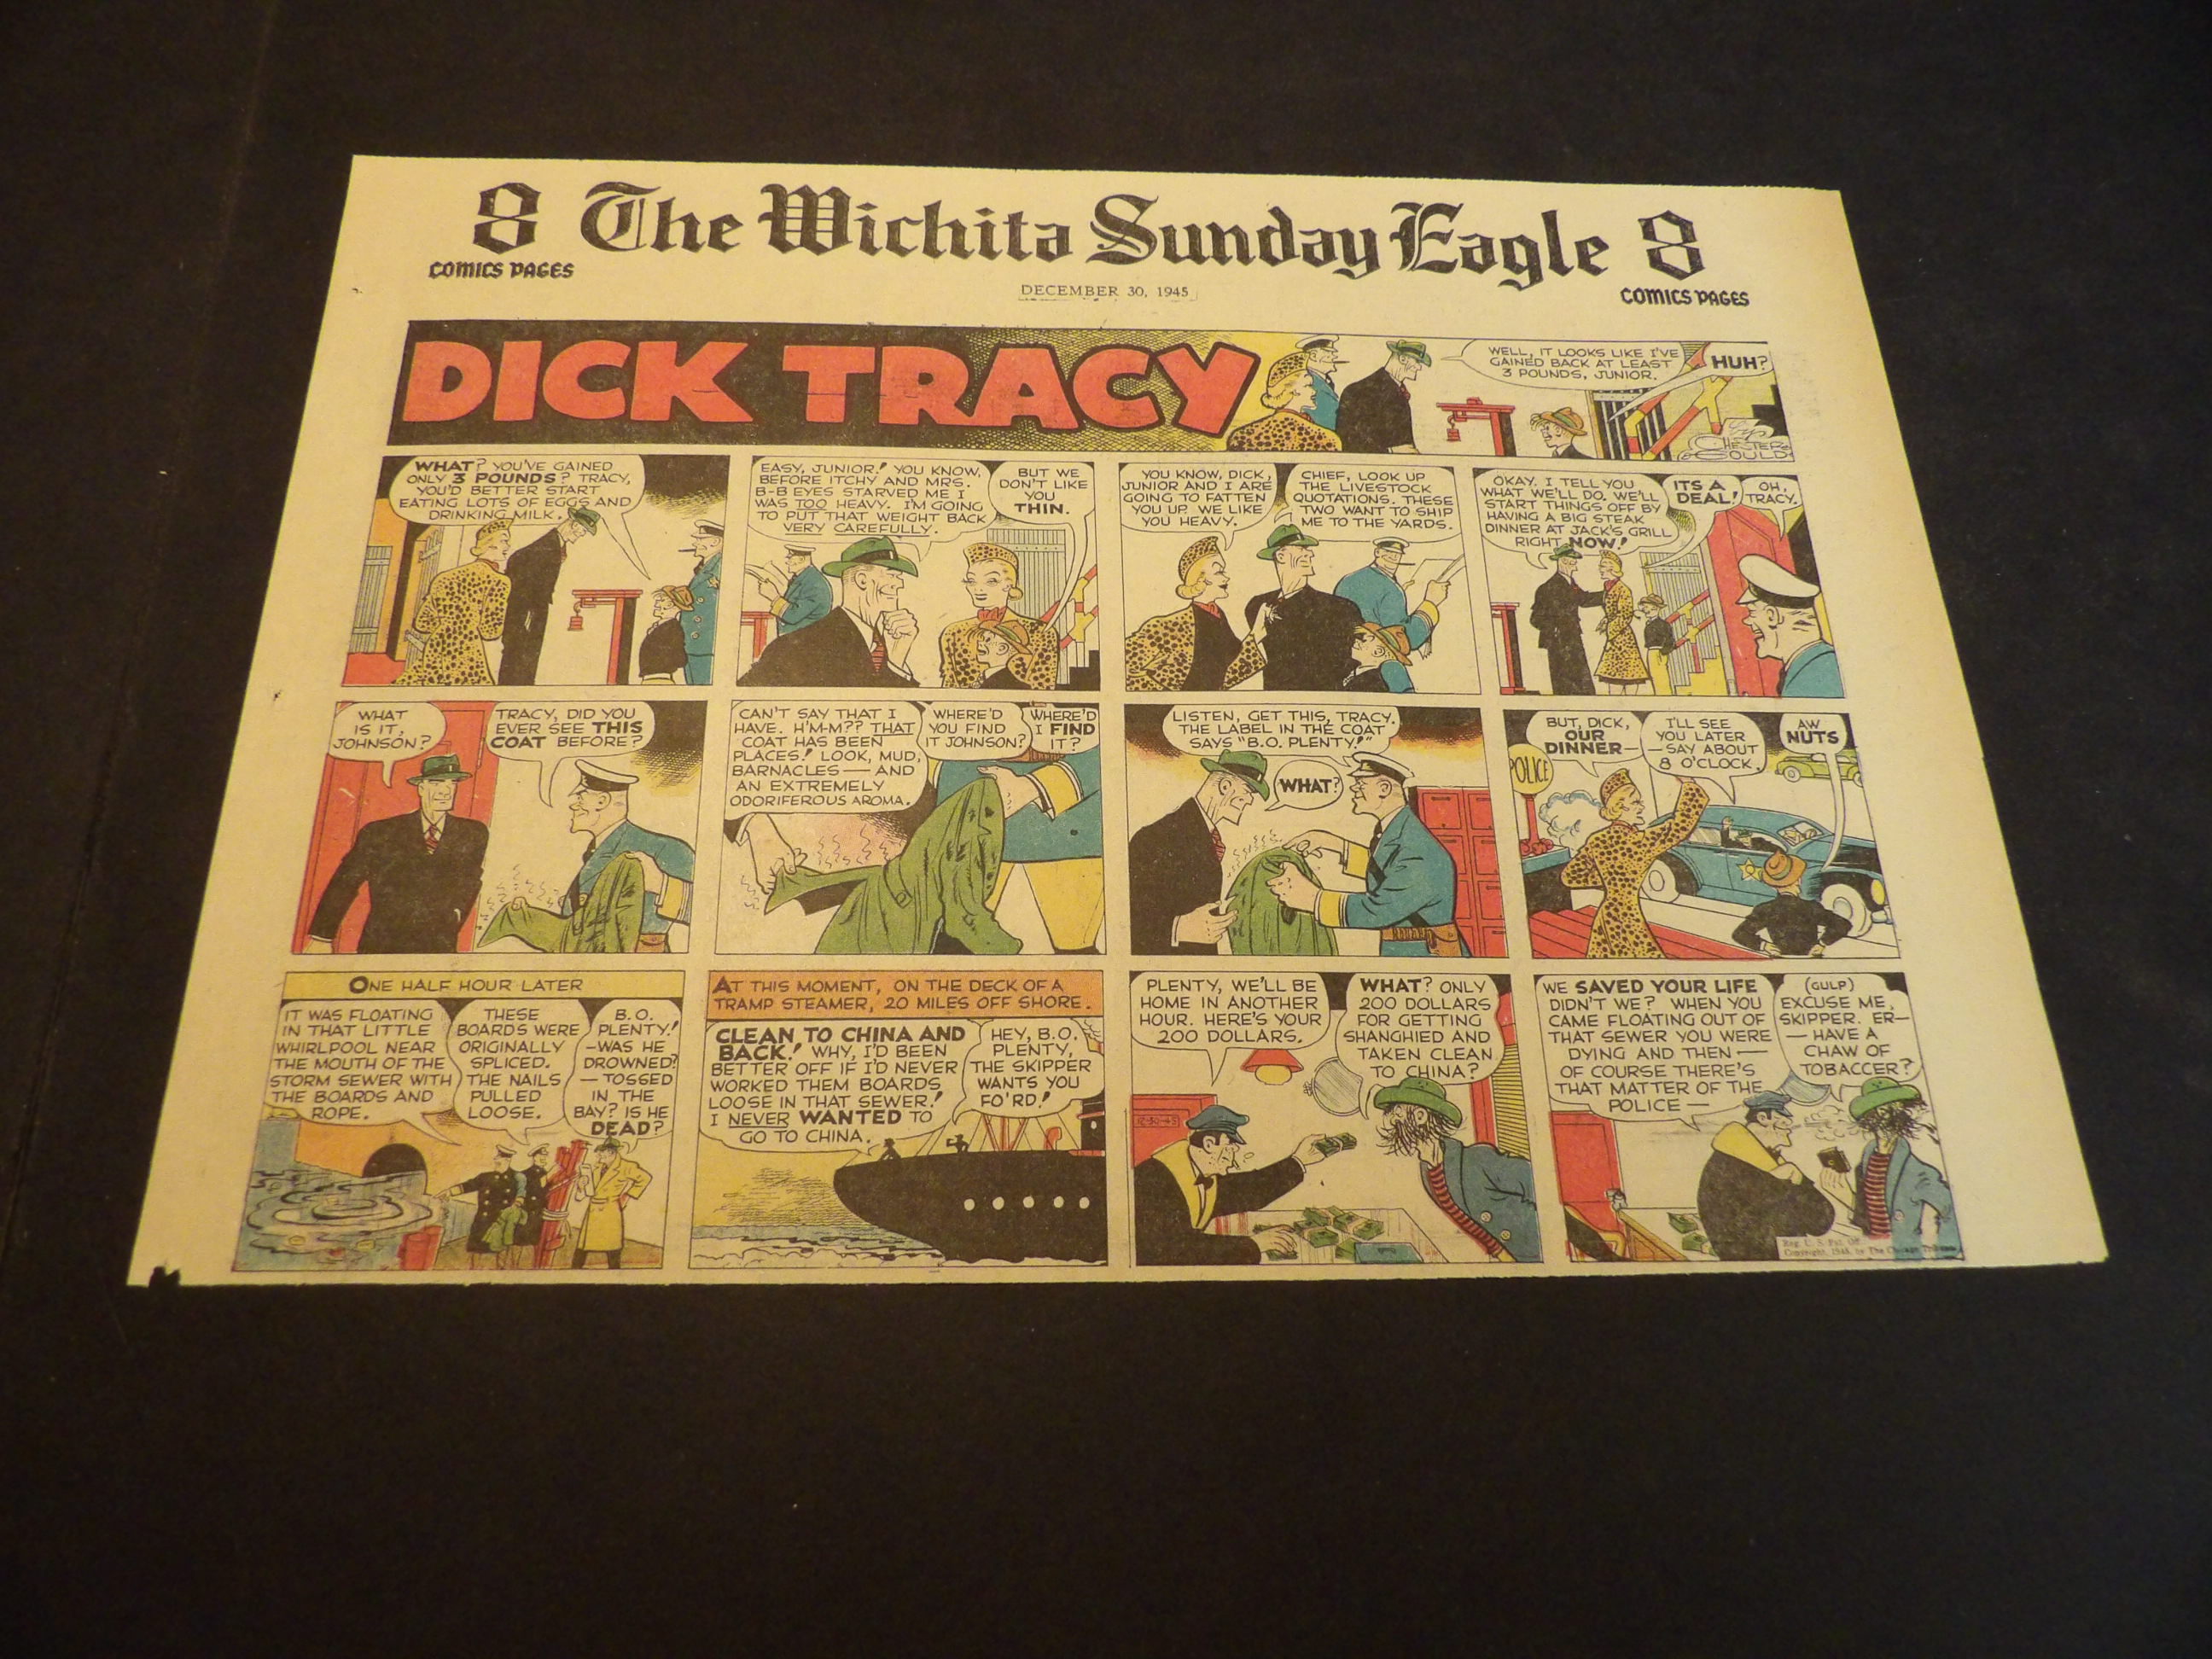 8 The Wichita Sunday Eagle 8
COMICS PAGES
COMICS PAGES
DECEMBER 30, 1945
DICK TRACY
WELL, IT LOOKS LIKE I'VE
GAINED BACK AT LEAST
3 POUNDS, JUNIOR.
HUH?
CHESTER
GOULD
WHAT? YOU'VE GAINED
ONLY 3 POUNDS? TRACY,
YOU'D BETTER START
EATING LOTS OF EGGS AND
DRINKING MILK.
EASY, JUNIOR! YOU KNOW,
BEFORE ITCHY AND MRS.
B-B EYES STARVED ME I
WAS TOO HEAVY. I'M GOING
TO PUT THAT WEIGHT BACK
VERY CAREFULLY.
BUT WE
DON'T LIKE
YOU
THIN.
YOU KNOW, DICK,
JUNIOR AND I ARE
GOING TO FATTEN
YOU UP. WE LIKE
YOU HEAVY.
CHIEF, LOOK UP
THE LIVESTOCK
QUOTATIONS. THESE
TWO WANT TO SHIP
ME TO THE YARDS.
OKAY. I TELL YOU
WHAT WE'LL DO. WE'LL
START THINGS OFF BY
HAVING A BIG STEAK
DINNER AT JACK'S GRILL
RIGHT NOW!
ITS A
DEAL!
OH,
TRACY.
WHAT
IS IT,
JOHNSON?
TRACY, DID YOU
EVER SEE THIS
COAT BEFORE?
CAN'T SAY THAT I
HAVE. H'M-M?? THAT
COAT HAS BEEN
PLACES! LOOK, MUD,
BARNACLES — AND
AN EXTREMELY
ODORIFEROUS AROMA.
WHERE'D
YOU FIND
IT JOHNSON?
WHERE'D
I FIND
IT?
LISTEN, GET THIS, TRACY.
THE LABEL IN THE COAT
SAYS "B.O. PLENTY!"
WHAT?
BUT, DICK,
OUR
DINNER—
I'LL SEE
YOU LATER
— SAY ABOUT
8 O'CLOCK.
AW
NUTS
POLICE
ONE HALF HOUR LATER
IT WAS FLOATING
IN THAT LITTLE
WHIRLPOOL NEAR
THE MOUTH OF THE
STORM SEWER WITH
THE BOARDS AND
ROPE.
THESE
BOARDS WERE
ORIGINALLY
SPLICED.
THE NAILS
PULLED
LOOSE.
B.O.
PLENTY!
—WAS HE
DROWNED?
— TOSSED
IN THE
BAY? IS HE
DEAD?
AT THIS MOMENT, ON THE DECK OF A
TRAMP STEAMER, 20 MILES OFF SHORE.
CLEAN TO CHINA AND
BACK! WHY, I'D BEEN
BETTER OFF IF I'D NEVER
WORKED THEM BOARDS
LOOSE IN THAT SEWER!
I NEVER WANTED TO
GO TO CHINA.
HEY, B.O.
PLENTY,
THE SKIPPER
WANTS YOU
FO'RD!
PLENTY, WE'LL BE
HOME IN ANOTHER
HOUR. HERE'S YOUR
200 DOLLARS.
WHAT? ONLY
200 DOLLARS
FOR GETTING
SHANGHIED AND
TAKEN CLEAN
TO CHINA?
12-30-45
WE SAVED YOUR LIFE
DIDN'T WE? WHEN YOU
CAME FLOATING OUT OF
THAT SEWER YOU WERE
DYING AND THEN —
OF COURSE THERE'S
THAT MATTER OF THE
POLICE —
(GULP)
EXCUSE ME,
SKIPPER. ER—
— HAVE A
CHAW OF
TOBACCER?
Reg. U. S. Pat. Off.
Copyright, 1945, by The Chicago Tribune